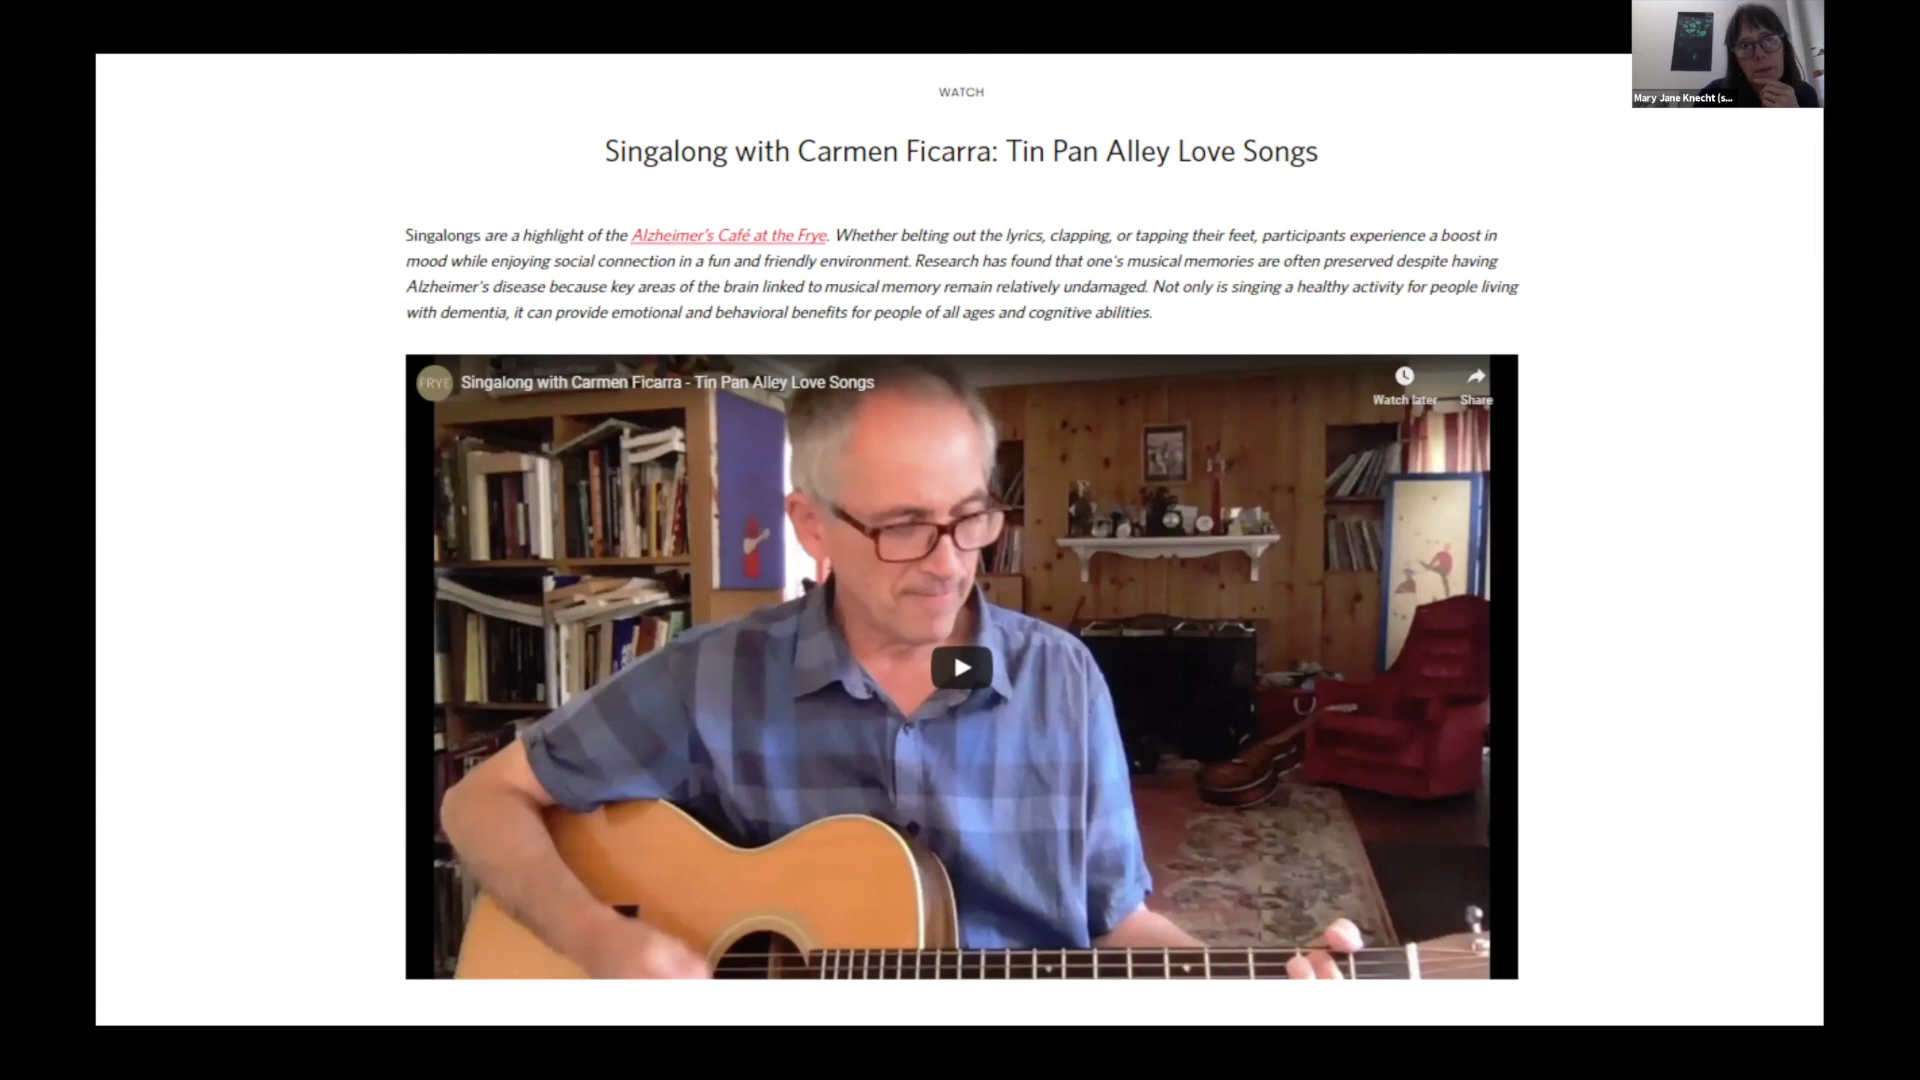 Mary Jane Knecht (s...
WATCH
Singalong with Carmen Ficarra: Tin Pan Alley Love Songs
Singalongs are a highlight of the Alzheimer's Café at the Frye. Whether belting out the lyrics, clapping, or tapping their feet, participants experience a boost in
mood while enjoying social connection in a fun and friendly environment. Research has found that one's musical memories are often preserved despite having
Alzheimer's disease because key areas of the brain linked to musical memory remain relatively undamaged. Not only is singing a healthy activity for people living
with dementia, it can provide emotional and behavioral benefits for people of all ages and cognitive abilities.
FRYE Singalong with Carmen Ficarra - Tin Pan Alley Love Songs
Watch later Share